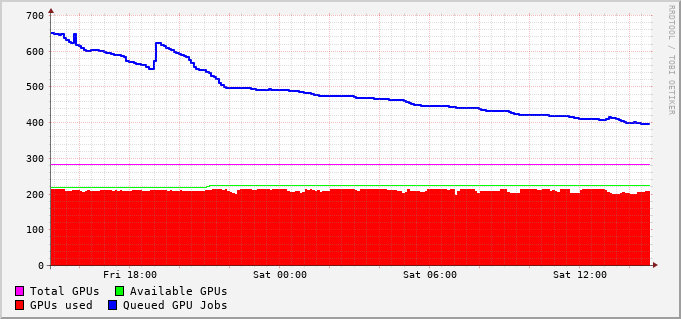 700
600
500
400
300
200
100
0
Fri 18:00 Sat 00:00 Sat 06:00 Sat 12:00
Total GPUs Available GPUs
GPUs used Queued GPU Jobs
RRDTOOL / TOBI OETIKER